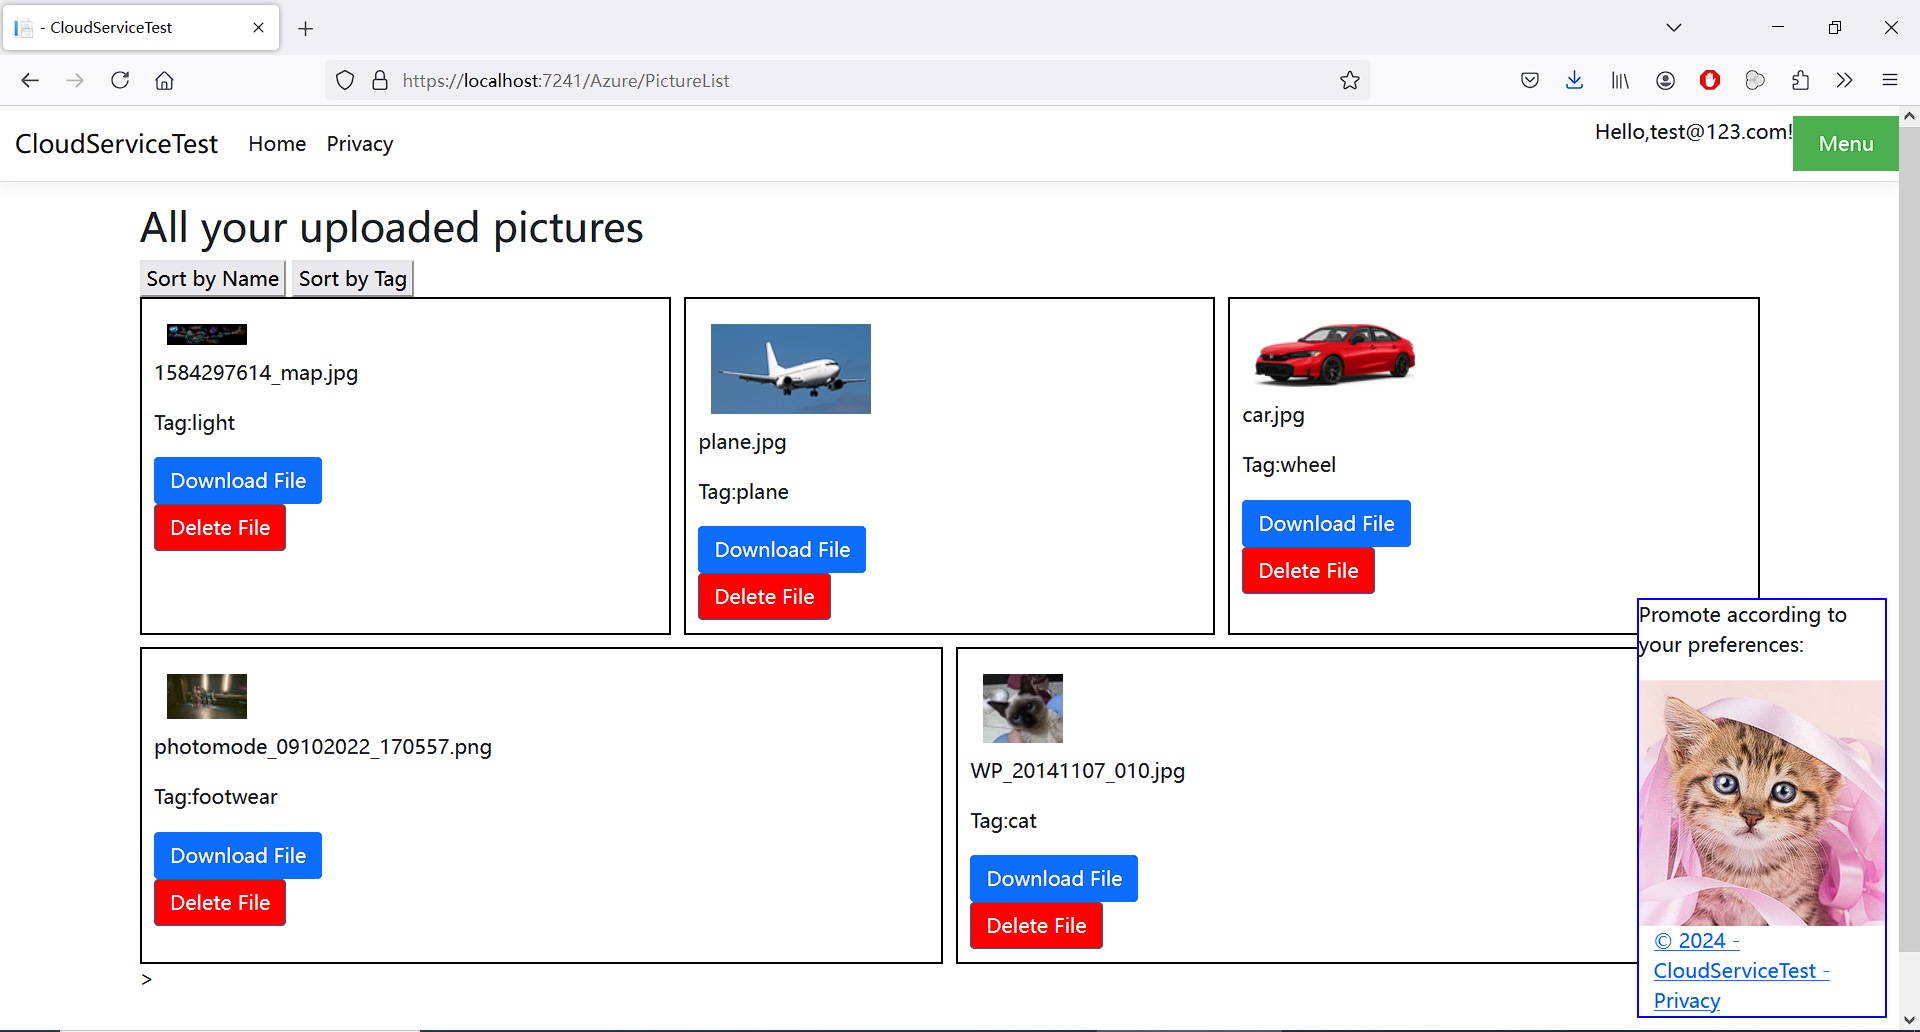 - CloudServiceTest
https://localhost:7241/Azure/PictureList
CloudServiceTest Home Privacy Hello,test@123.com! Menu
All your uploaded pictures
Sort by Name Sort by Tag
1584297614_map.jpg
Tag:light
Download File
Delete File
plane.jpg
Tag:plane
Download File
Delete File
car.jpg
Tag:wheel
Download File
Delete File
photomode_09102022_170557.png
Tag:footwear
Download File
Delete File
WP_20141107_010.jpg
Tag:cat
Download File
Delete File
Promote according to
your preferences:
© 2024 -
CloudServiceTest -
Privacy
>